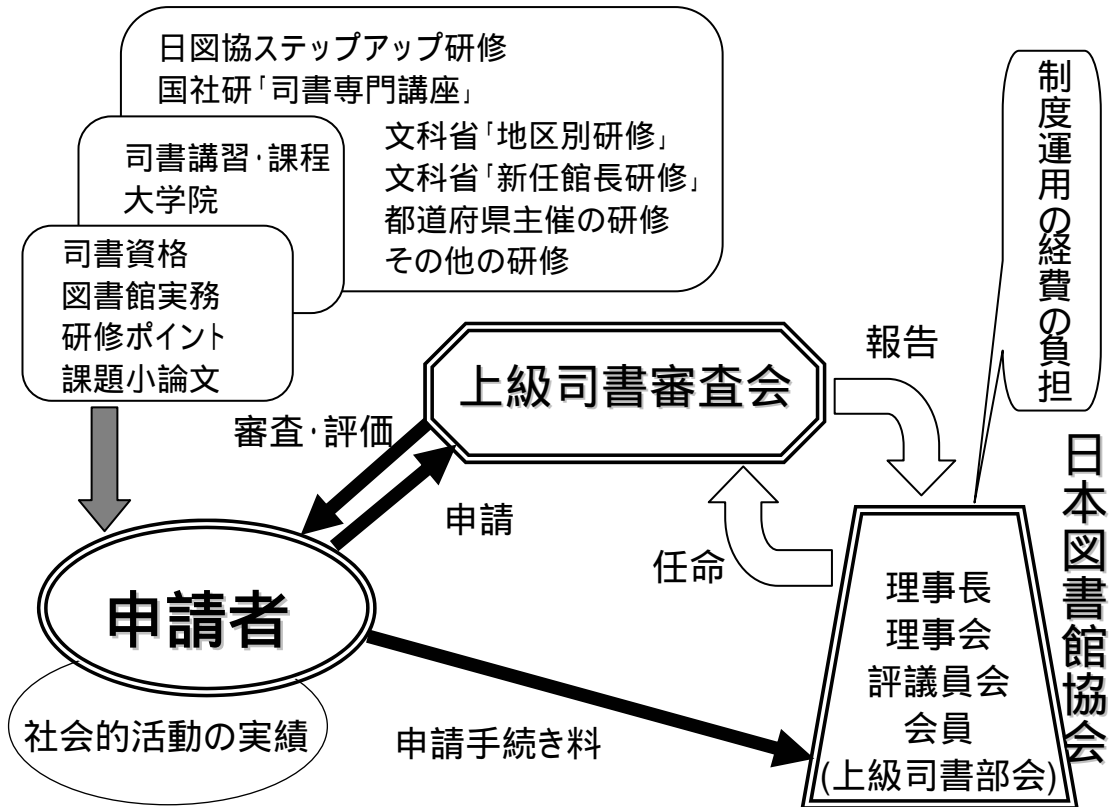 日図協ステップアップ研修
国社研「司書専門講座」
文科省「地区別研修」
文科省「新任館長研修」
都道府県主催の研修
その他の研修
司書講習・課程
大学院
司書資格
図書館実務
研修ポイント
課題小論文
制度運用の経費の負担
上級司書審査会
報告
審査・評価
申請
任命
日本図書館協会
申請者
理事長
理事会
評議員会
会員
(上級司書部会)
社会的活動の実績
申請手続き料